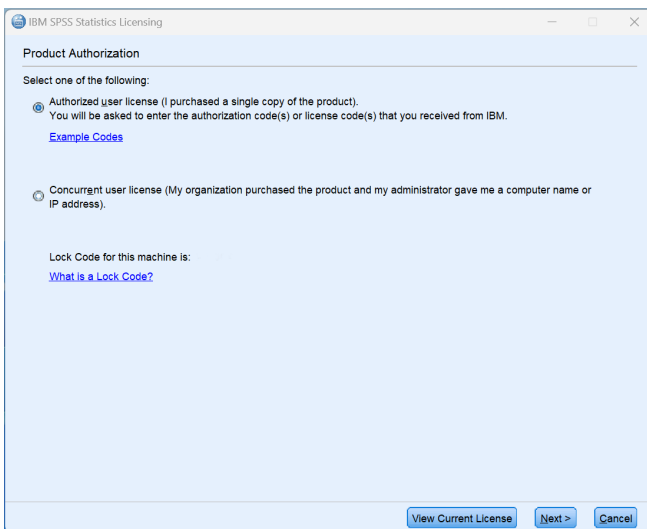 IBM SPSS Statistics Licensing
Product Authorization
Select one of the following:
Authorized user license (I purchased a single copy of the product).
You will be asked to enter the authorization code(s) or license code(s) that you received from IBM.
Example Codes
Concurrent user license (My organization purchased the product and my administrator gave me a computer name or
IP address).
Lock Code for this machine is:
What is a Lock Code?
View Current License
Next >
Cancel